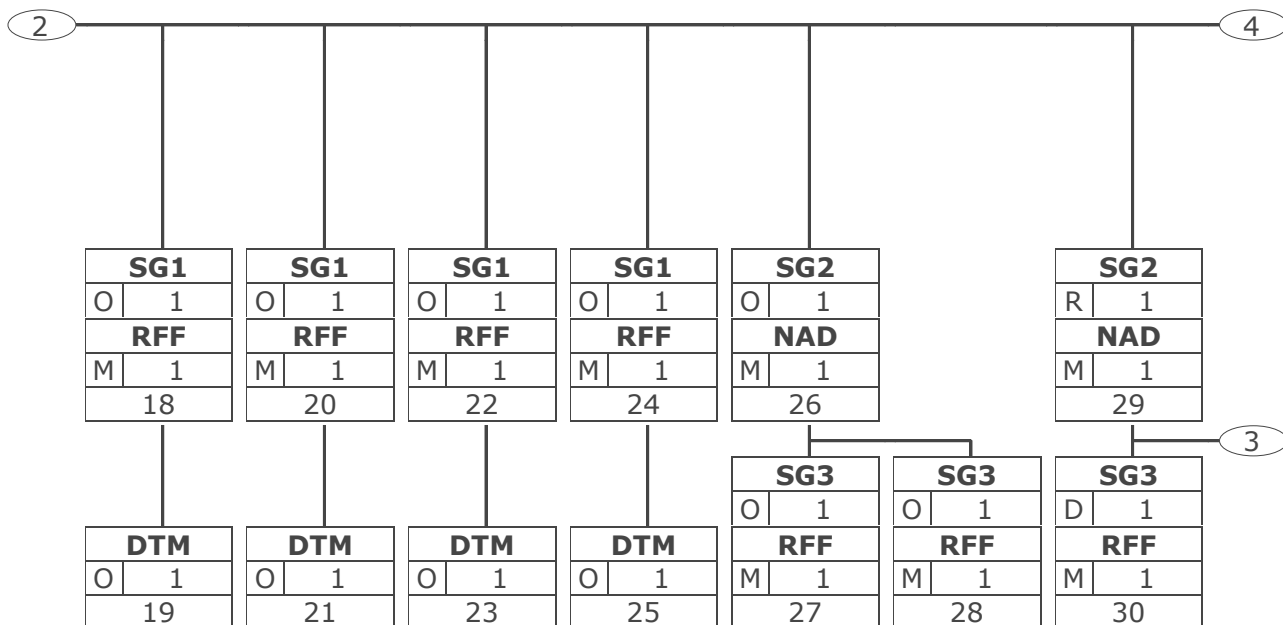 2 4
SG1 SG1 SG1 SG1 SG2 SG2
O 1 O 1 O 1 O 1 O 1 R 1
RFF RFF RFF RFF NAD NAD
M 1 M 1 M 1 M 1 M 1 M 1
18 20 22 24 26 29
3
SG3 SG3 SG3
O 1 O 1 D 1
DTM DTM DTM DTM RFF RFF RFF
O 1 O 1 O 1 O 1 M 1 M 1 M 1
19 21 23 25 27 28 30